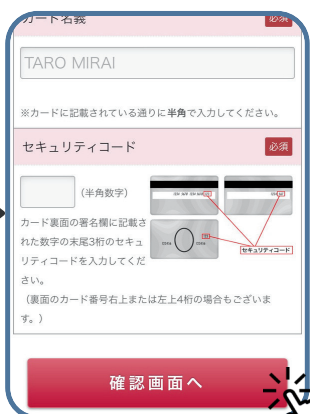 カード名義 必須
TARO MIRAI
※カードに記載されている通りに半角で入力してください。
セキュリティコード 必須
（半角数字）
カード裏面の署名欄に記載さ
れた数字の末尾3桁のセキュ
リティコードを入力してくだ
さい。
（裏面のカード番号右上または左上4桁の場合もございま
す。）
セキュリティコード
確認画面へ